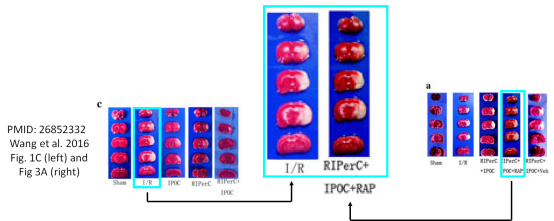 PMID: 26852332
Wang et al. 2016
Fig. 1C (left) and
Fig 3A (right)
c
Sham
I/R
IPOC
RIPerC
RIPerC+
IPOC
I/R
RIPerC+
IPOC+RAP
a
Sham
I/R
RIPerC
+IPOC
RIPerC+
IPOC+RAP
RIPerC+
IPOC+Veh